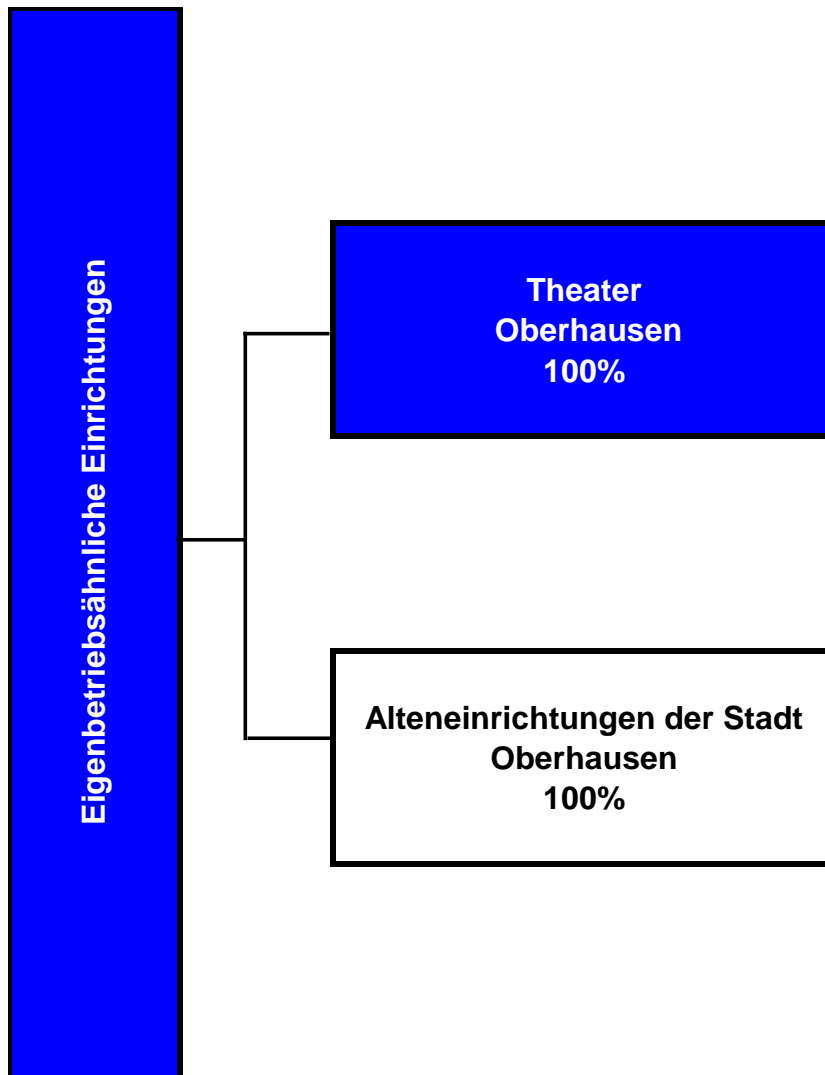 Eigenbetriebsähnliche Einrichtungen
Theater
Oberhausen
100%
Alteneinrichtungen der Stadt
Oberhausen
100%